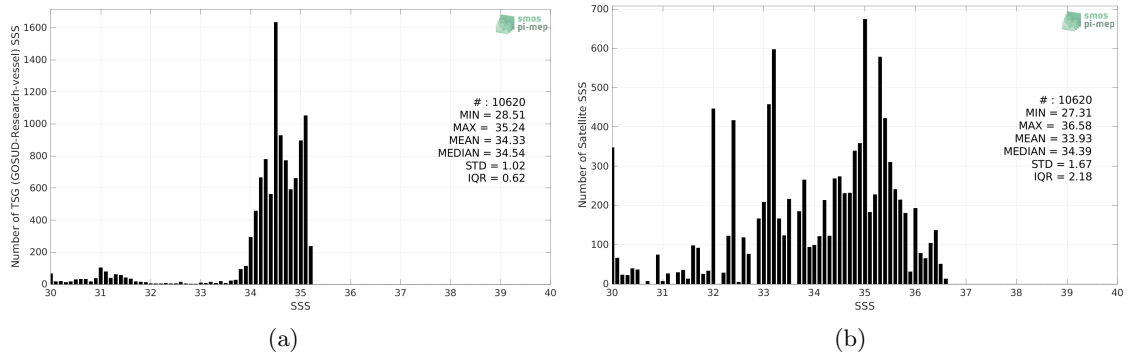 1600
1400
1200
1000
800
600
400
200
0
30
31
32
33
34
35
36
37
38
39
40
SSS
Number of TSG (GOSUD-Research-vessel) SSS
smos
pi-mep
# : 10620
MIN = 28.51
MAX = 35.24
MEAN = 34.33
MEDIAN = 34.54
STD = 1.02
IQR = 0.62
(a)
700
600
500
400
300
200
100
0
30
31
32
33
34
35
36
37
38
39
40
SSS
Number of Satellite SSS
smos
pi-mep
# : 10620
MIN = 27.31
MAX = 36.58
MEAN = 33.93
MEDIAN = 34.39
STD = 1.67
IQR = 2.18
(b)